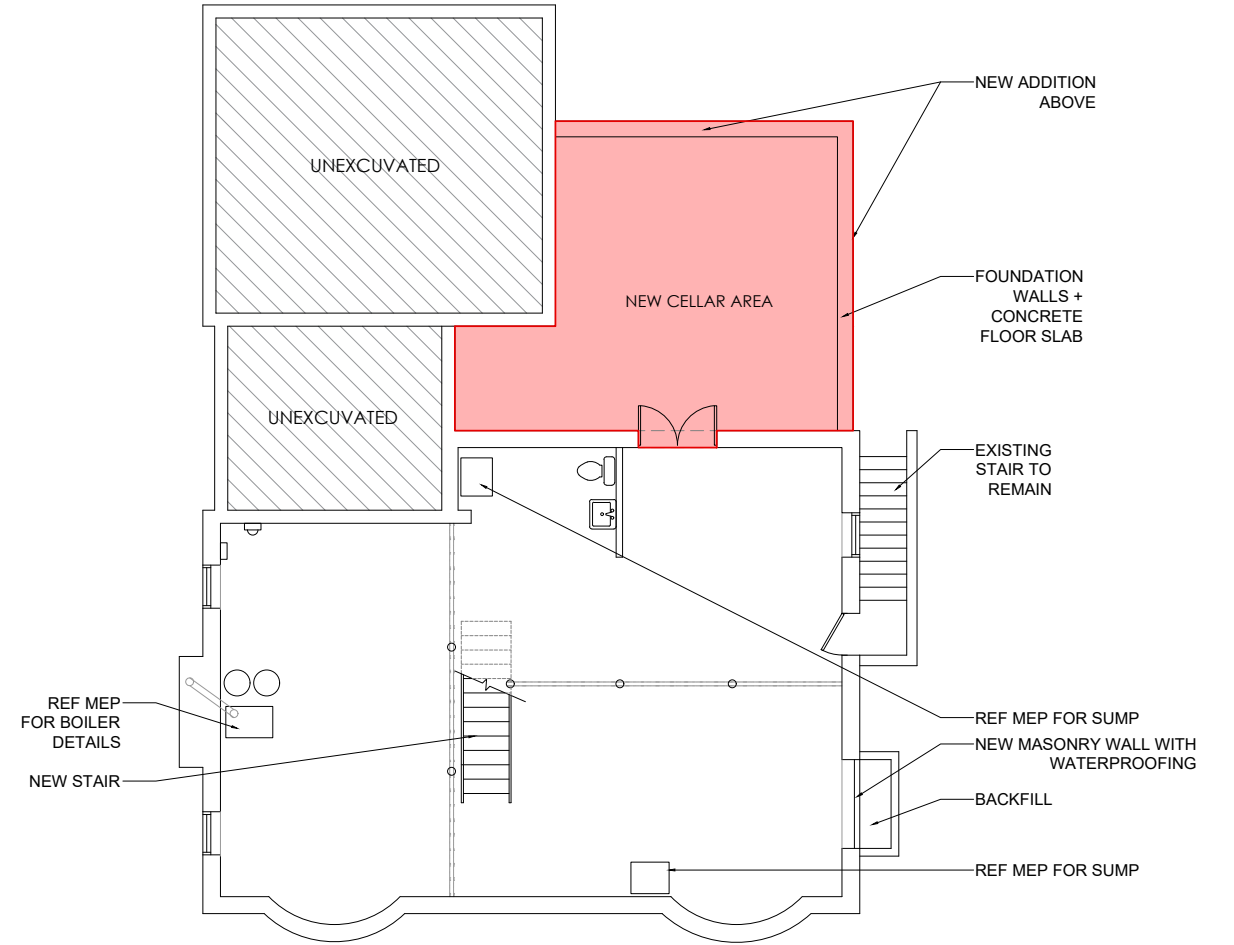 NEW ADDITION
ABOVE
UNEXCUVATED
FOUNDATION
WALLS +
CONCRETE
FLOOR SLAB
NEW CELLAR AREA
UNEXCUVATED
EXISTING
STAIR TO
REMAIN
REF MEP
FOR BOILER
DETAILS
NEW STAIR
REF MEP FOR SUMP
NEW MASONRY WALL WITH
WATERPROOFING
BACKFILL
REF MEP FOR SUMP